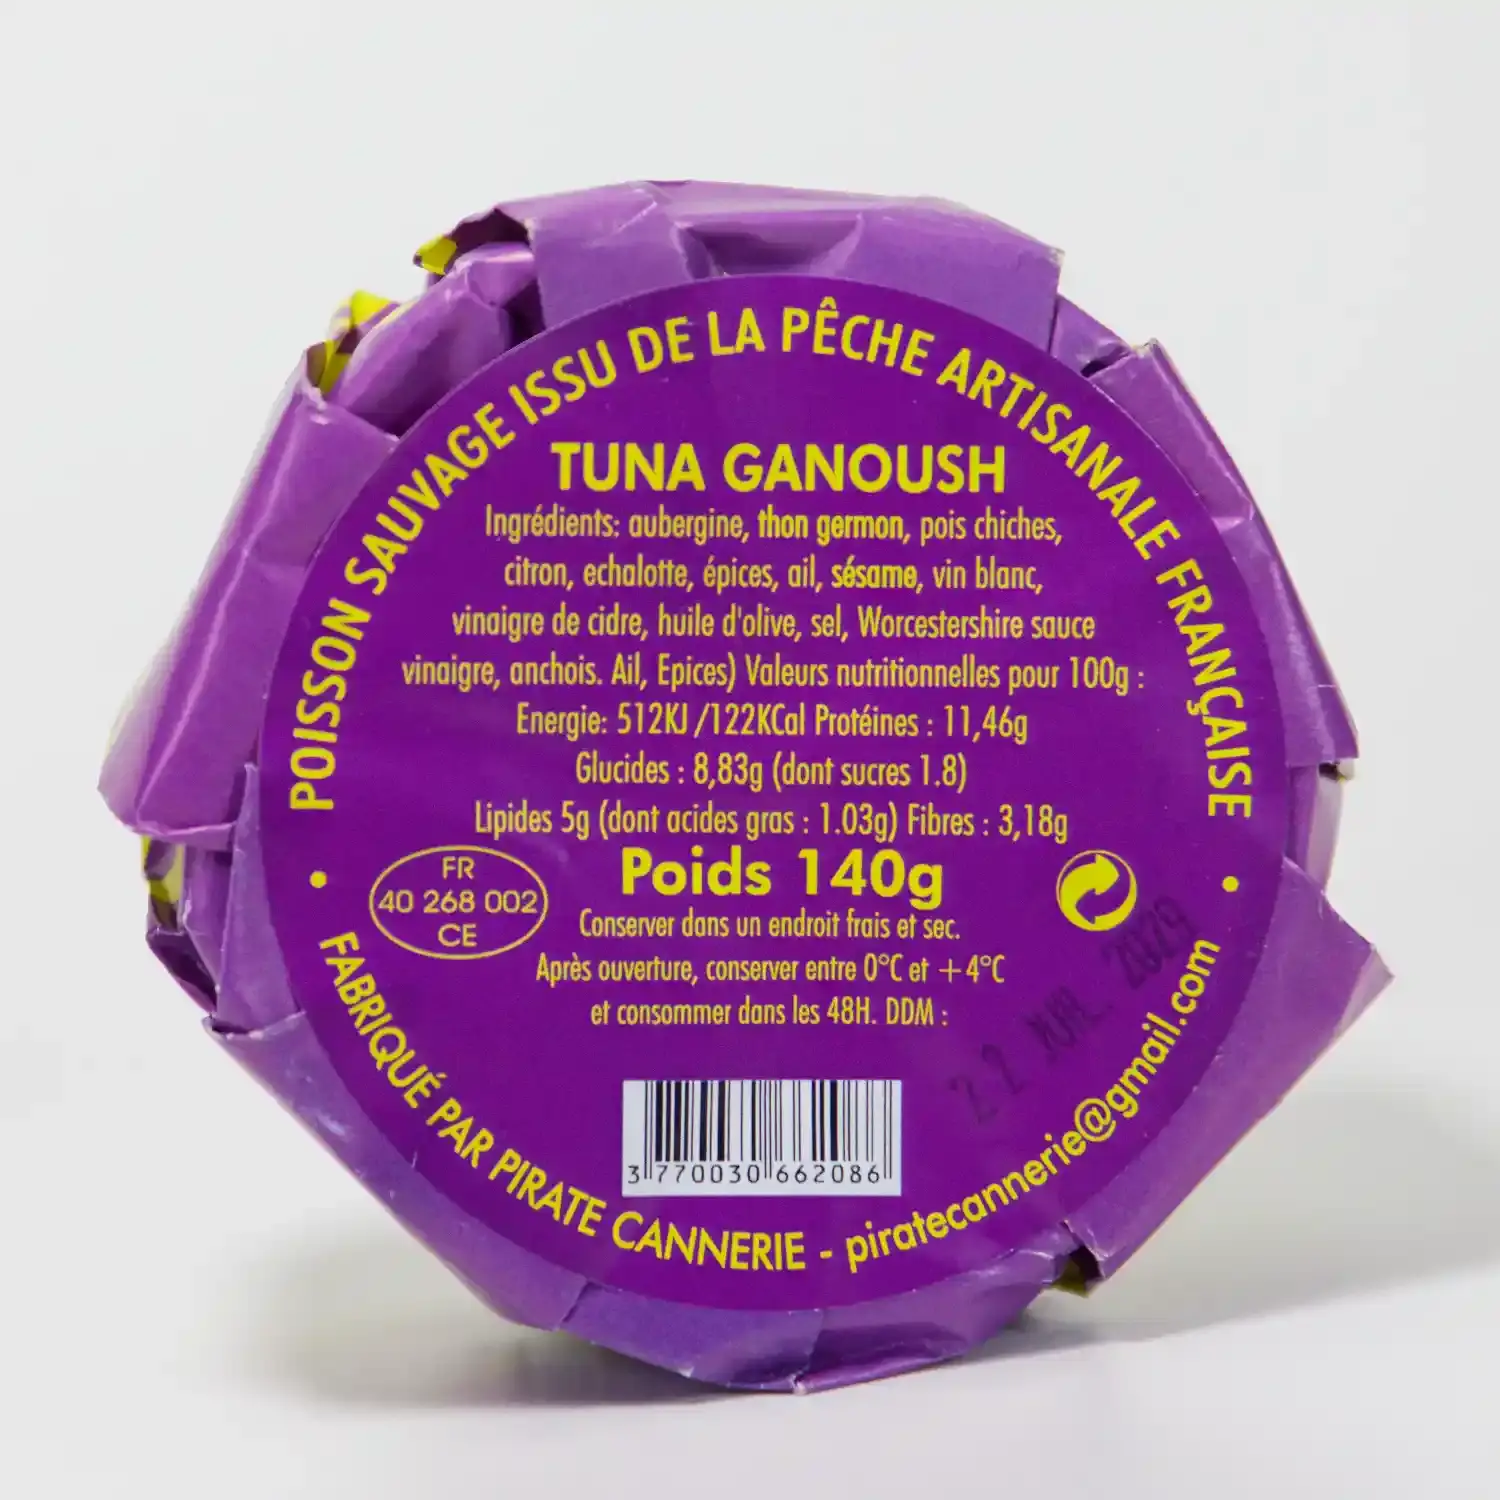 POISSON SAUVAGE ISSU DE LA PÊCHE ARTISANALE FRANÇAISE
TUNA GANOUSH
Ingrédients: aubergine, thon germon, pois chiches,
citron, echalotte, épices, ail, sésame, vin blanc,
vinaigre de cidre, huile d'olive, sel, Worcestershire sauce
vinaigre, anchois. Ail, Epices) Valeurs nutritionnelles pour 100g :
Energie: 512KJ /122KCal Protéines : 11,46g
Glucides : 8,83g (dont sucres 1.8)
Lipides 5g (dont acides gras : 1.03g) Fibres : 3,18g
Poids 140g
FR
40 268 002
CE
Conserver dans un endroit frais et sec.
Après ouverture, conserver entre 0°C et +4°C
et consommer dans les 48H. DDM :
22 2029
3 770030 662086
• FABRIQUÉ PAR PIRATE CANNERIE - piratecannerie@gmail.com •